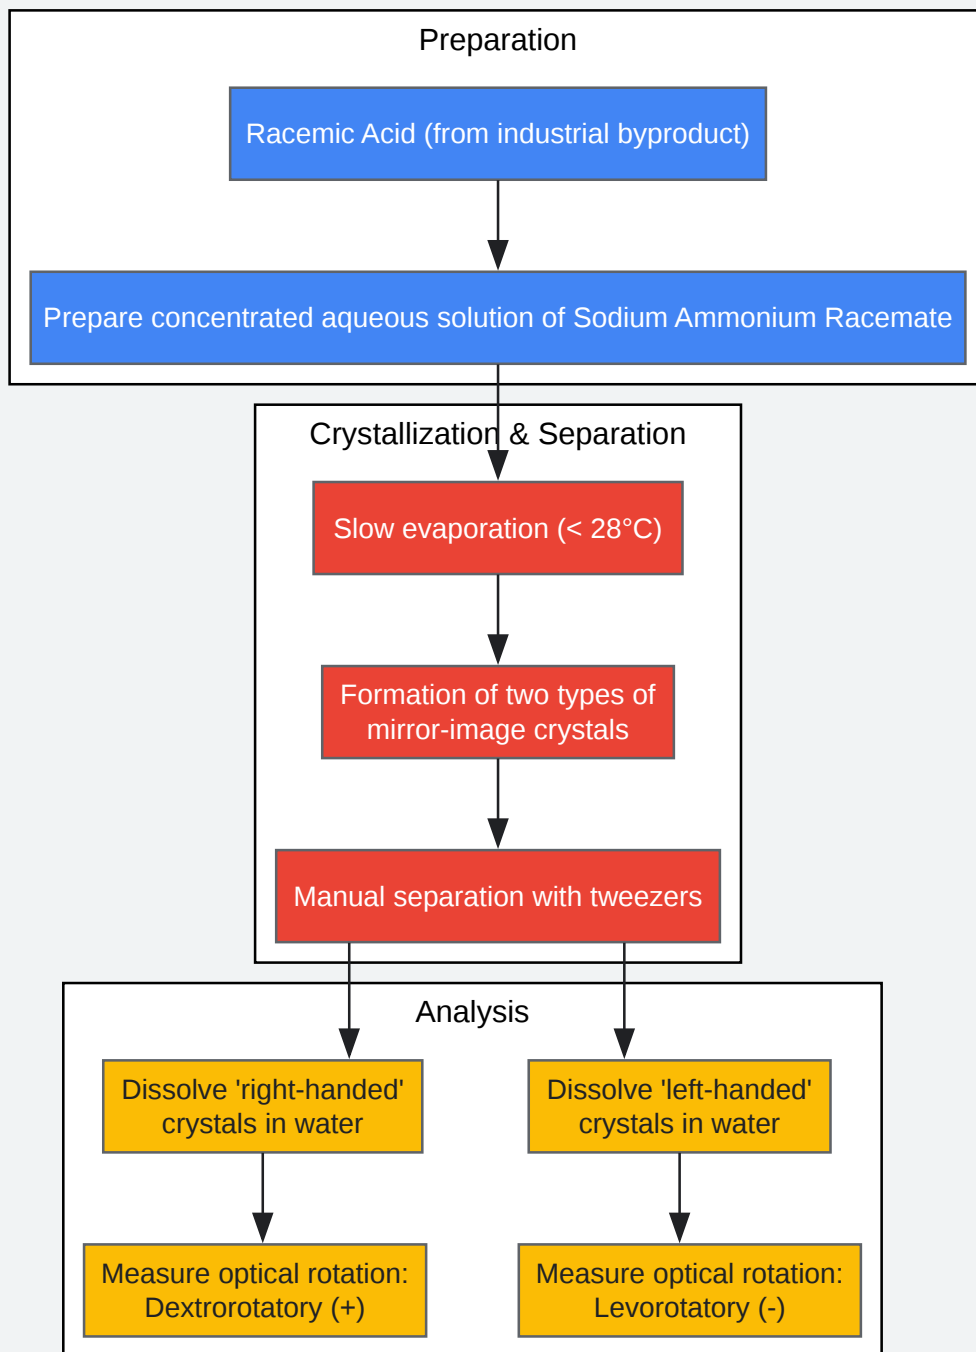 Preparation
Racemic Acid (from industrial byproduct)
Prepare concentrated aqueous solution of Sodium Ammonium Racemate
Crystallization & Separation
Slow evaporation (< 28°C)
Formation of two types of
mirror-image crystals
Manual separation with tweezers
Analysis
Dissolve 'right-handed'
crystals in water
Dissolve 'left-handed'
crystals in water
Measure optical rotation:
Dextrorotatory (+)
Measure optical rotation:
Levorotatory (-)